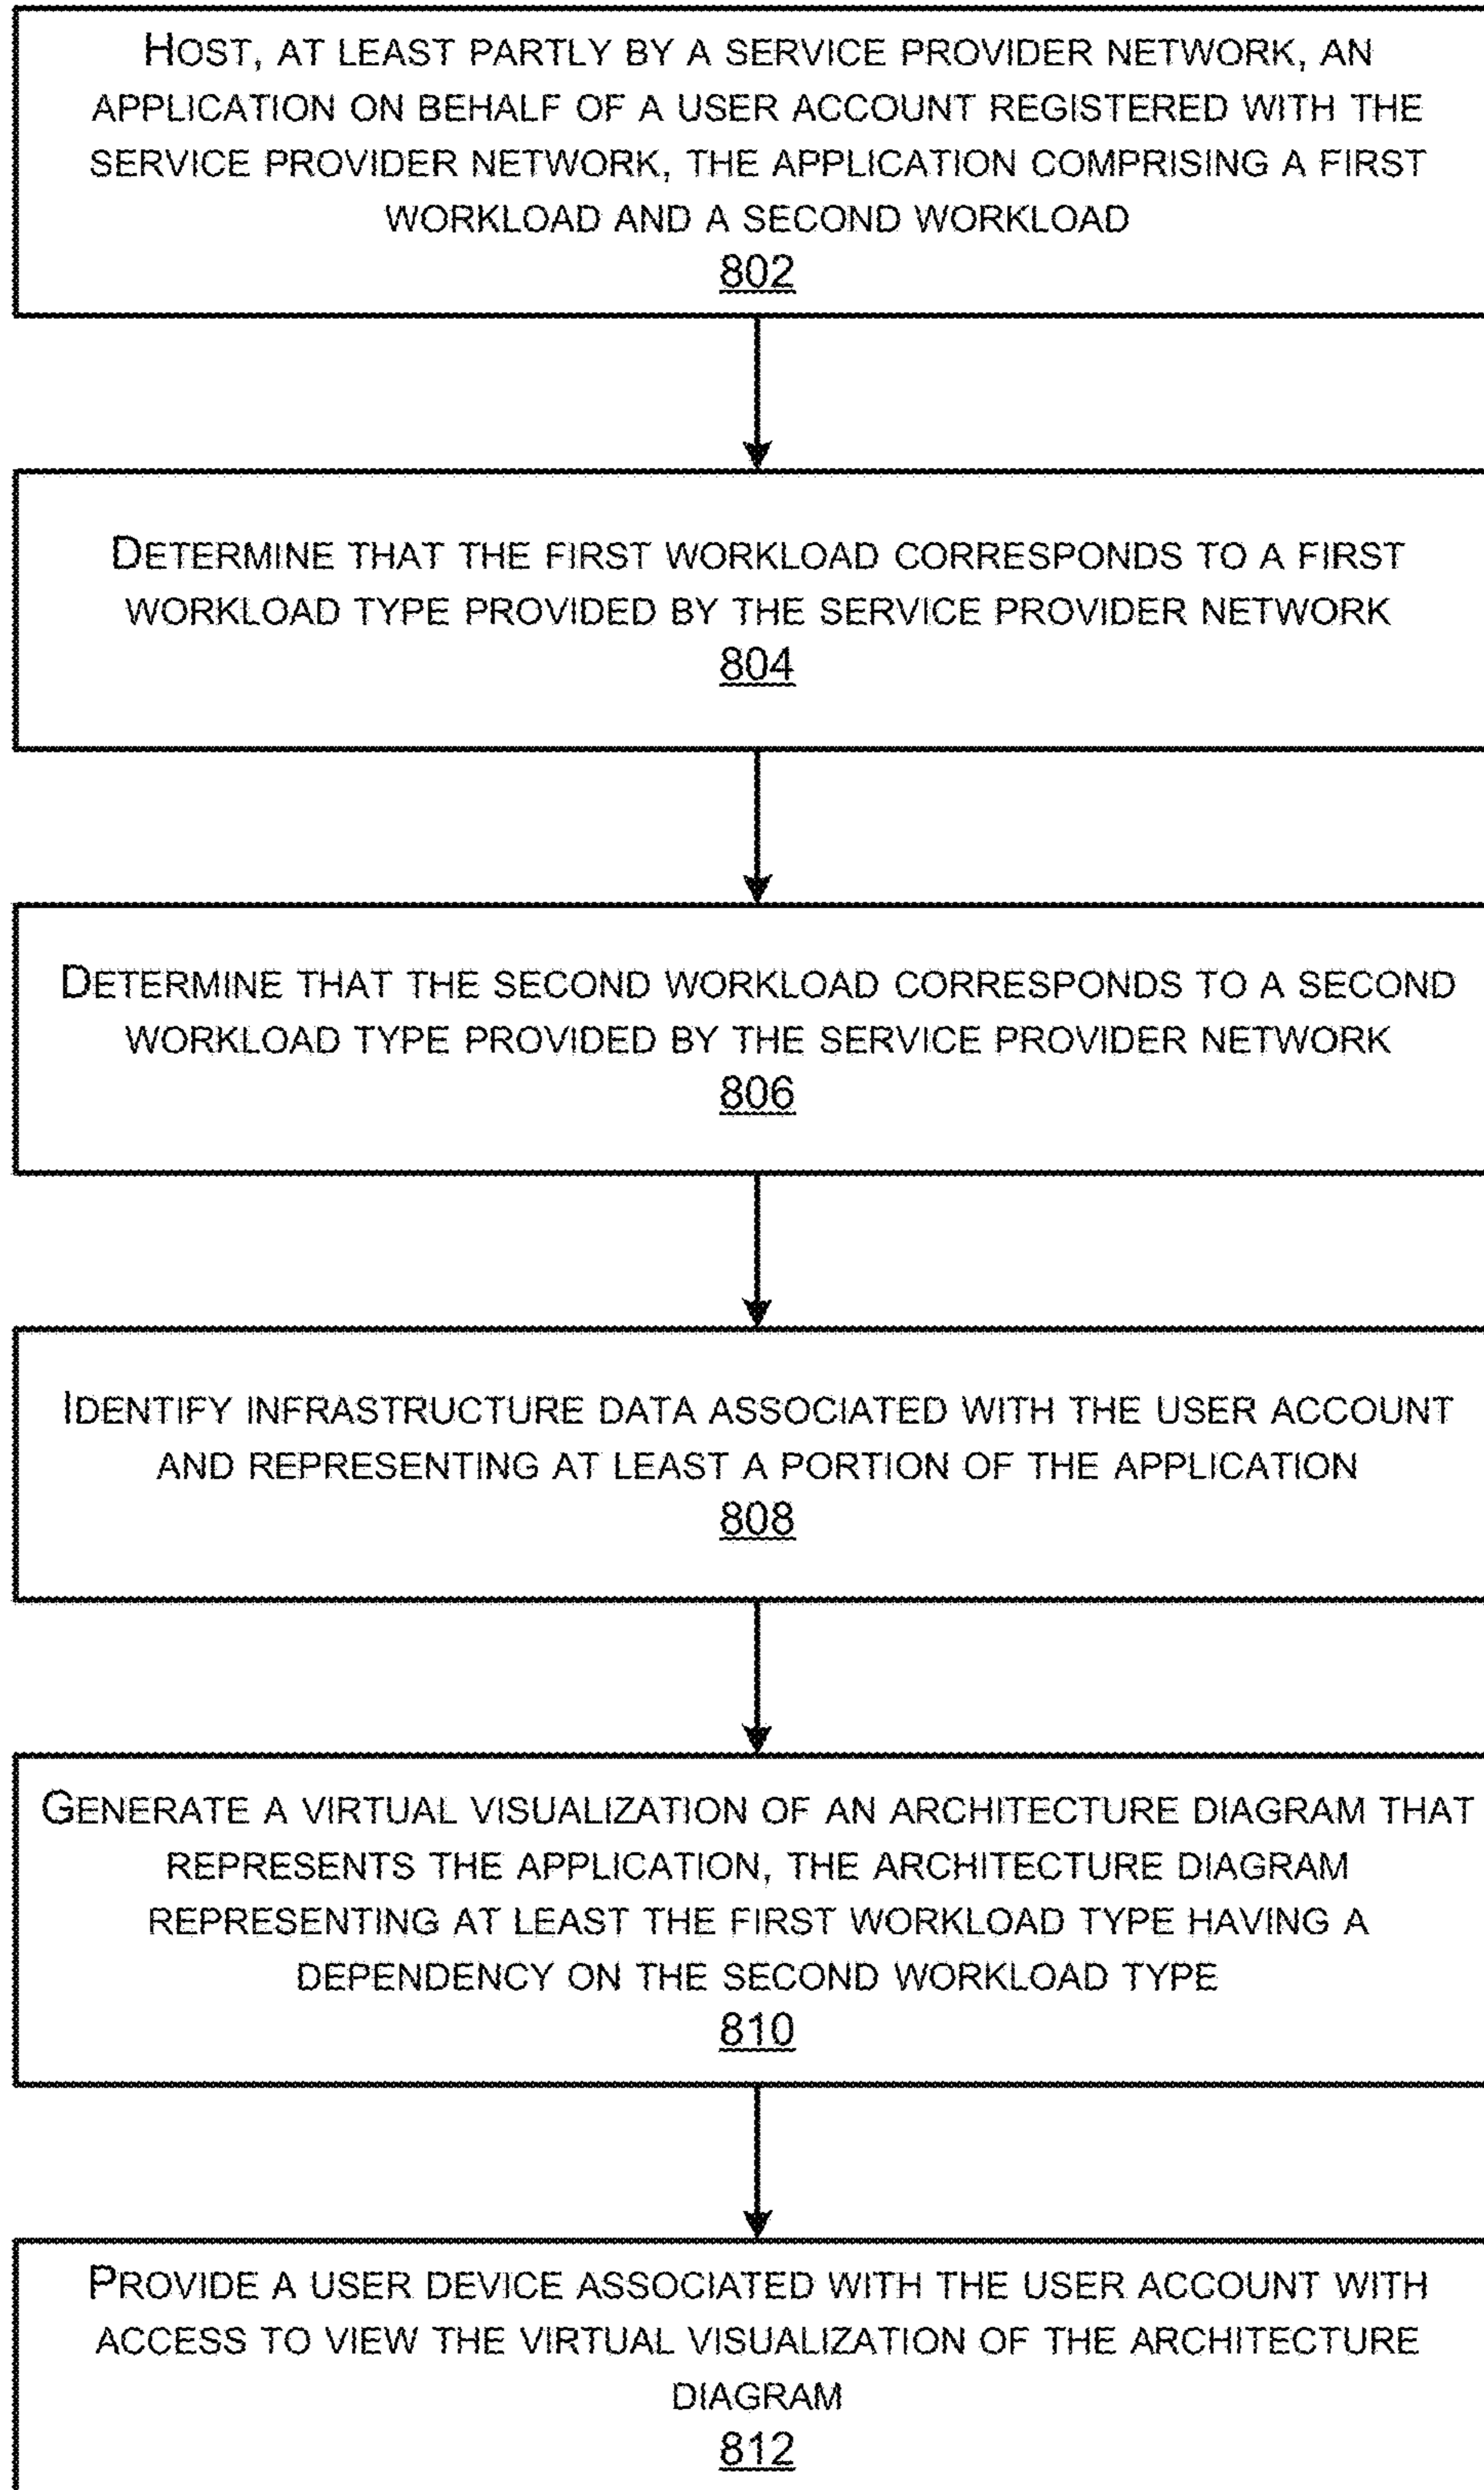 HOST, AT LEAST PARTLY BY A SERVICE PROVIDER NETWORK, AN
APPLICATION ON BEHALF OF A USER ACCOUNT REGISTERED WITH THE
SERVICE PROVIDER NETWORK, THE APPLICATION COMPRISING A FIRST
WORKLOAD AND A SECOND WORKLOAD
802
DETERMINE THAT THE FIRST WORKLOAD CORRESPONDS TO A FIRST
WORKLOAD TYPE PROVIDED BY THE SERVICE PROVIDER NETWORK
804
DETERMINE THAT THE SECOND WORKLOAD CORRESPONDS TO A SECOND
WORKLOAD TYPE PROVIDED BY THE SERVICE PROVIDER NETWORK
806
IDENTIFY INFRASTRUCTURE DATA ASSOCIATED WITH THE USER ACCOUNT
AND REPRESENTING AT LEAST A PORTION OF THE APPLICATION
808
GENERATE A VIRTUAL VISUALIZATION OF AN ARCHITECTURE DIAGRAM THAT
REPRESENTS THE APPLICATION, THE ARCHITECTURE DIAGRAM
REPRESENTING AT LEAST THE FIRST WORKLOAD TYPE HAVING A
DEPENDENCY ON THE SECOND WORKLOAD TYPE
810
PROVIDE A USER DEVICE ASSOCIATED WITH THE USER ACCOUNT WITH
ACCESS TO VIEW THE VIRTUAL VISUALIZATION OF THE ARCHITECTURE
DIAGRAM
812